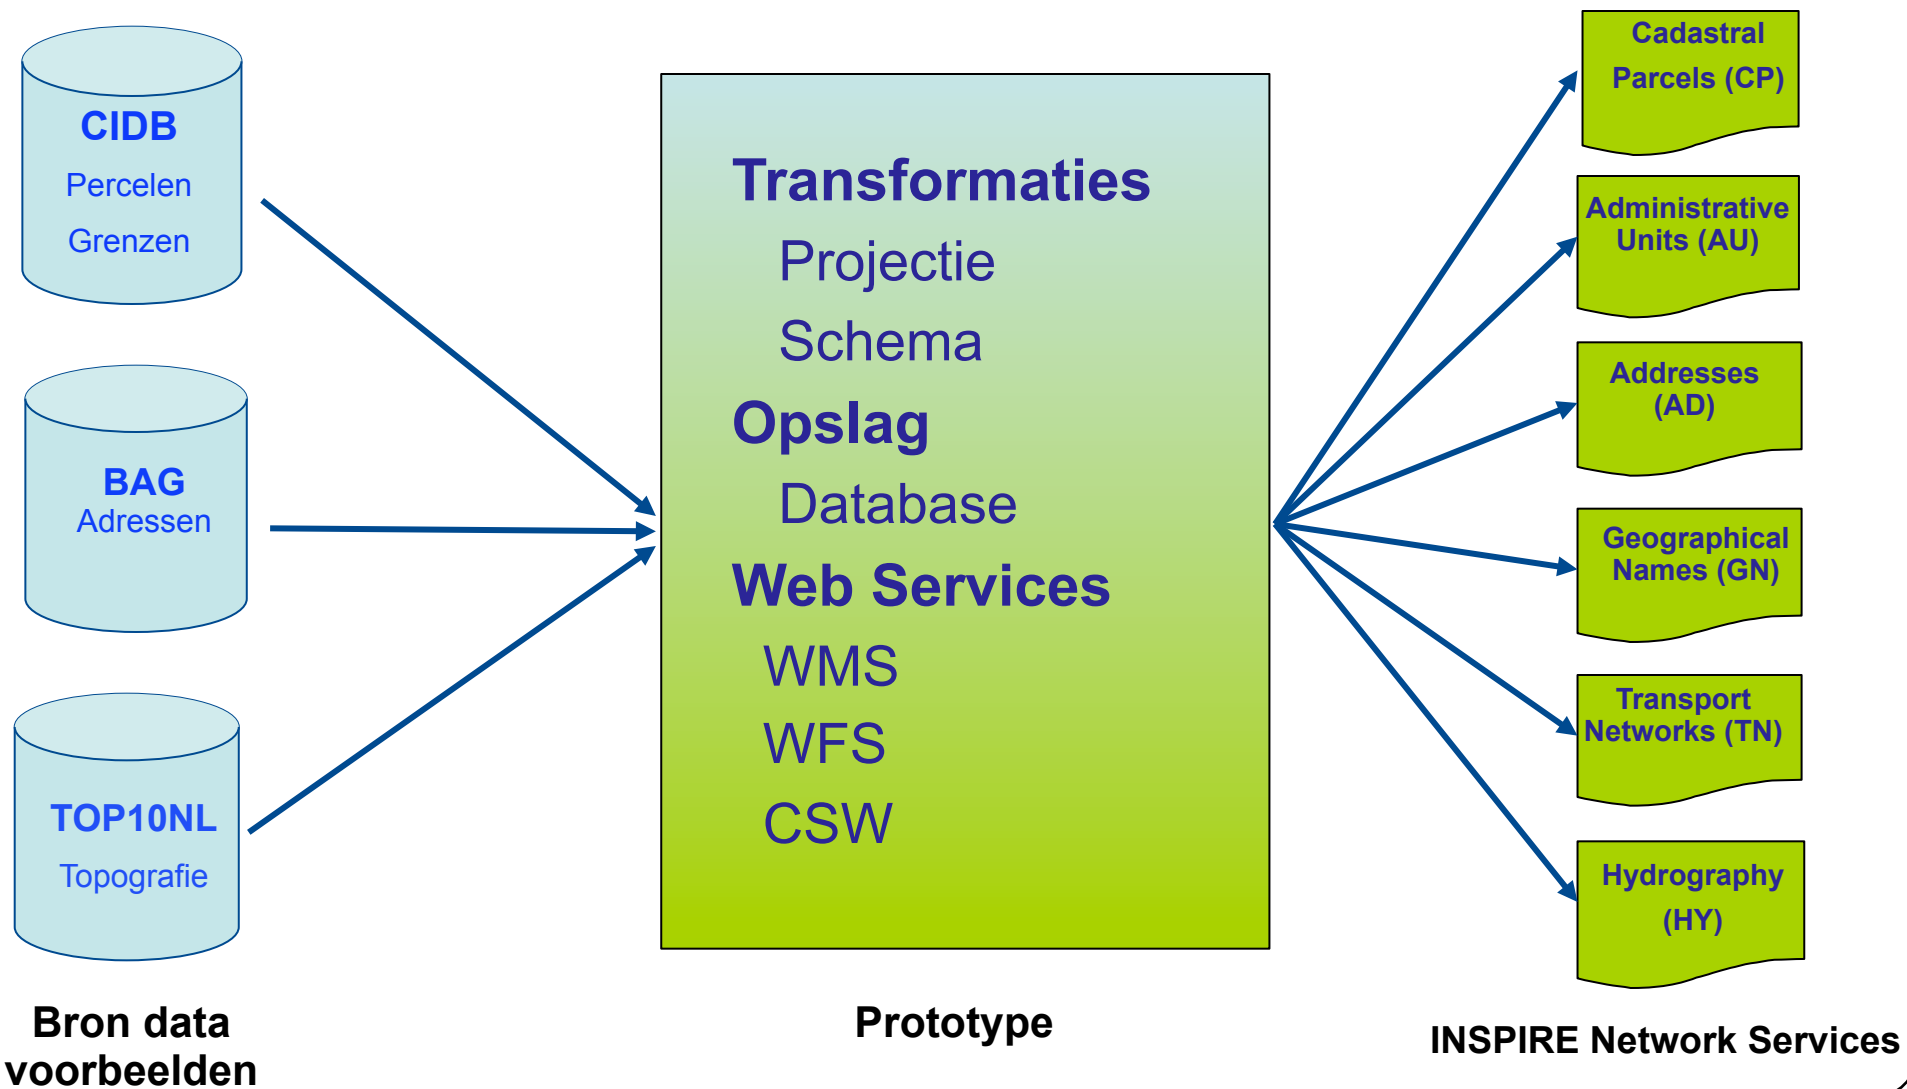 CIDB
Percelen
Grenzen
BAG
Adressen
TOP10NL
Topografie
Bron data
voorbeelden
Transformaties
Projectie
Schema
Opslag
Database
Web Services
WMS
WFS
CSW
Prototype
Cadastral
Parcels (CP)
Administrative
Units (AU)
Addresses
(AD)
Geographical
Names (GN)
Transport
Networks (TN)
Hydrography
(HY)
INSPIRE Network Services